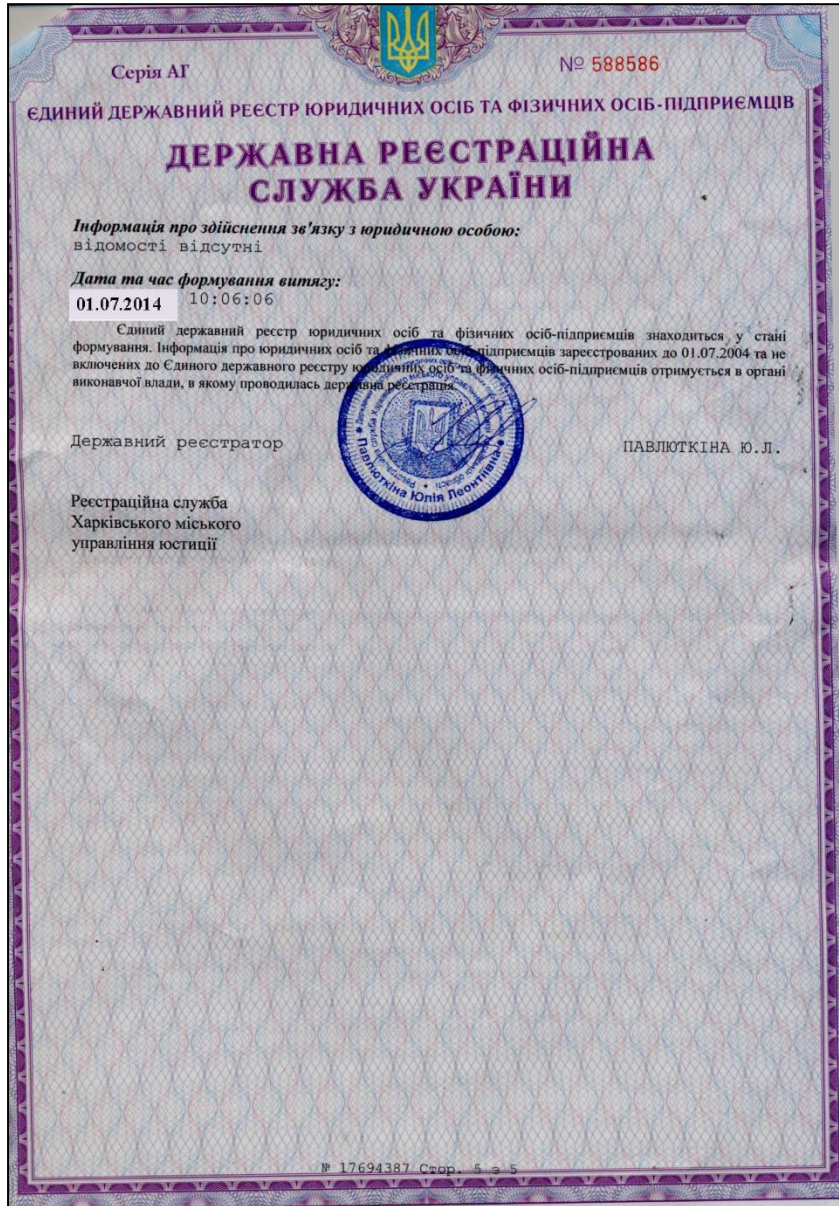 Серія АГ
№ 588586
ЄДИНИЙ ДЕРЖАВНИЙ РЕЄСТР ЮРИДИЧНИХ ОСІБ ТА ФІЗИЧНИХ ОСІБ-ПІДПРИЄМЦІВ
ДЕРЖАВНА РЕЄСТРАЦІЙНА
СЛУЖБА УКРАЇНИ
Інформація про здійснення зв'язку з юридичною особою:
відомості відсутні
Дата та час формування витягу:
01.07.2014 10:06:06
Єдиний державний реєстр юридичних осіб та фізичних осіб-підприємців знаходиться у стані
формування. Інформація про юридичних осіб та фізичних осіб-підприємців зареєстрованих до 01.07.2004 та не
включених до Єдиного державного реєстру юридичних осіб та фізичних осіб-підприємців отримується в органі
виконавчої влади, в якому проводилась державна реєстрація.
Державний реєстратор
ПАВЛЮТКІНА Ю.Л.
Павлюткіна Юлія Леонтіївна
Реєстраційна служба
Харківського міського
управління юстиції
№ 17694387 Стор. 5 з 5